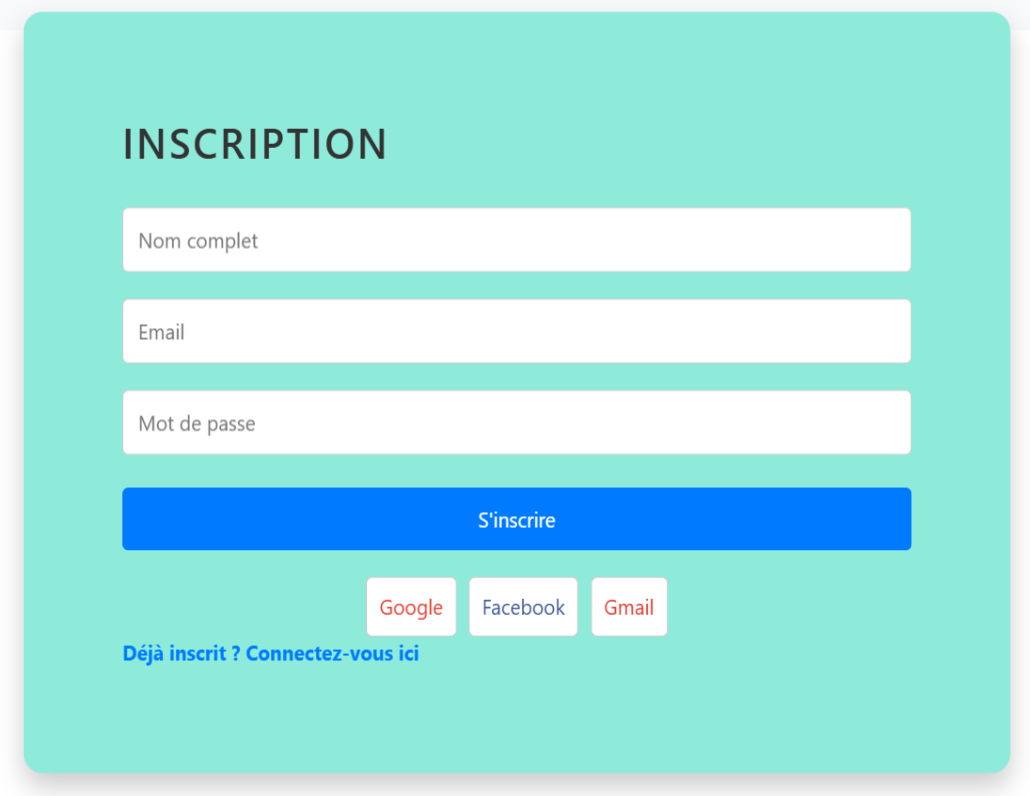 INSCRIPTION
Nom complet
Email
Mot de passe
S'inscrire
Google Facebook Gmail
Déjà inscrit ? Connectez-vous ici